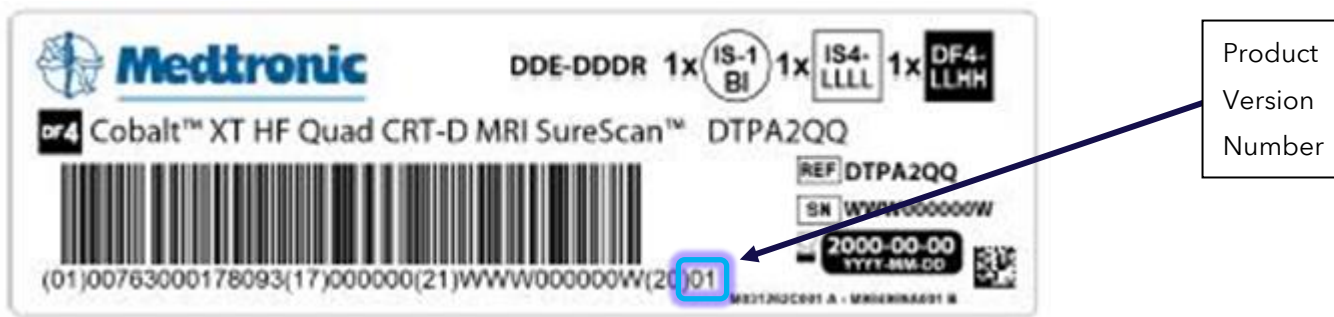 Medtronic
DDE-DDDR 1x IS-1 BI 1x IS4-LLLL 1x DF4-LLHH
DF4 Cobalt™ XT HF Quad CRT-D MRI SureScan™ DTPA2QQ
REF DTPA2QQ
SN WWW000000W
2000-00-00
YYYY-MM-DD
(01)00763000178093(17)000000(21)WWW000000W(20)01
Product
Version
Number